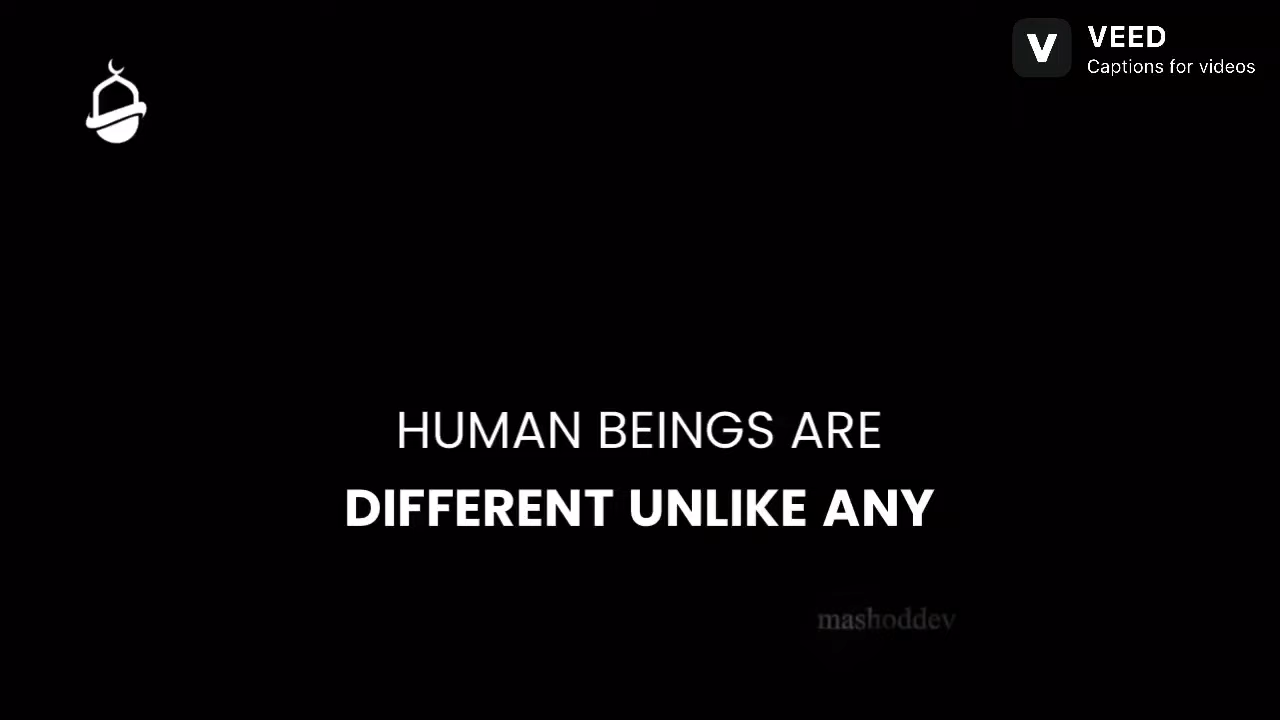 V
VEED
Captions for videos
HUMAN BEINGS ARE
DIFFERENT UNLIKE ANY
mashoddev